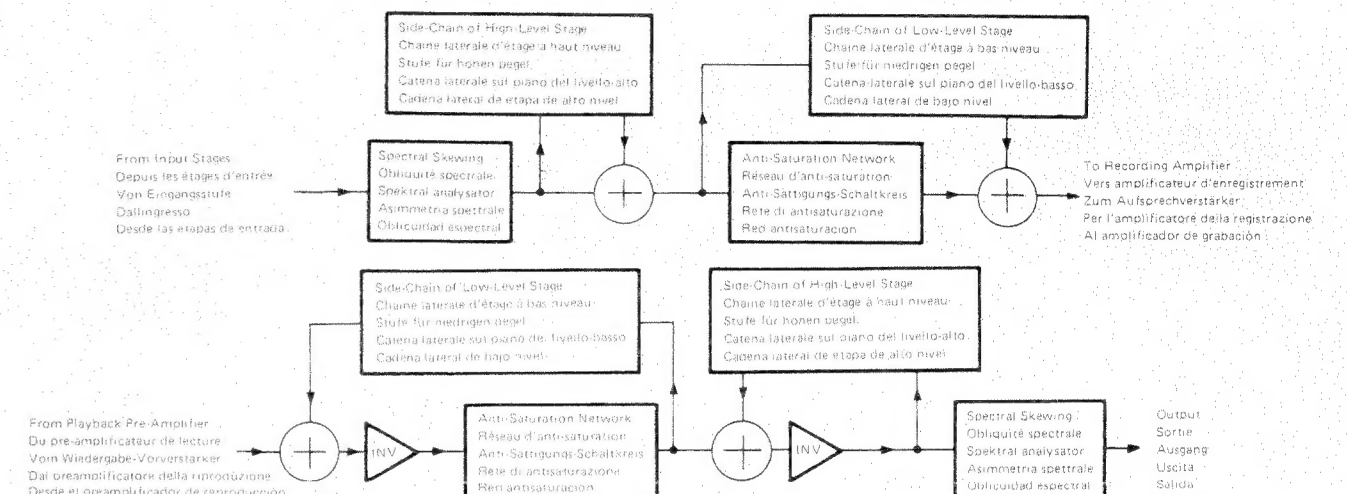 Side-Chain of High-Level Stage
Chaine laterale d'étage à haut niveau
Stufe für honen pegel
Catena laterale sul piano del livello-alto
Cadena lateral de etapa de alto nivel
Side-Chain of Low-Level Stage
Chaine laterale d'étage à bas niveau
Stufe für niedrigen pegel
Catena-laterale sul piano del livello-basso
Cadena lateral de bajo nivel
From Input Stages
Depuis les étages d'entrée
Von Eingangsstufe
Dallingresso
Desde las etapas de entrada
Spectral Skewing
Obliquité spectrale
Spektral analysator
Asimmetria spettrale
Oblicuidad espectral
Anti-Saturation Network
Réseau d'anti-saturation
Anti-Sättigungs-Schaltkreis
Rete di antisaturazione
Red antisaturacion
To Recording Amplifier
Vers amplificateur d'enregistrement
Zum Aufsprechverstärker
Per l'amplificatore della registrazione
Al amplificador de grabación
Side-Chain of Low-Level Stage
Chaine laterale d'étage à bas niveau
Stufe für niedrigen pegel
Catena laterale sul piano del livello-basso
Cadena lateral de bajo nivel
Side-Chain of High-Level Stage
Chaine laterale d'étage à haut niveau
Stufe für honen pegel
Catena laterale sul piano del livello-alto
Cadena lateral de etapa de alto nivel
From Playback Pre-Amplifier
Du pre-amplificateur de lecture
Vom Wiedergabe-Vorverstarker
Dal preamplificatore della riproduzione
Desde el preamplificador de reproducción
INV
Anti-Saturation Network
Réseau d'anti-saturation
Anti-Sättigungs-Schaltkreis
Rete di antisaturazione
Red antisaturacion
INV
Spectral Skewing
Obliquité spectrale
Spektral analysator
Asimmetria spettrale
Oblicuidad espectral
Output
Sortie
Ausgang
Uscita
Salida